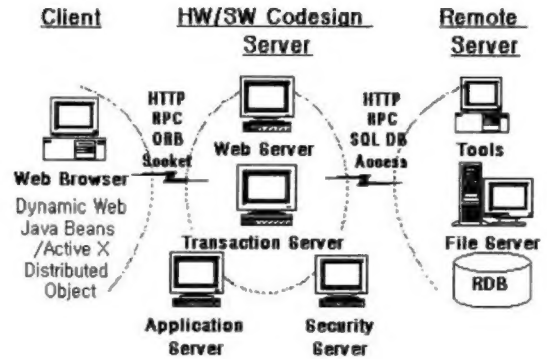 Client
HW/SW Codesign
Server
Remote
Server
HTTP
RPC
ORB
Socket
Web Browser
Dynamic Web
Java Beans
/Active X
Distributed
Object
Web Server
Transaction Server
Application
Server
Security
Server
HTTP
RPC
SQL DB
Access
Tools
File Server
RDB